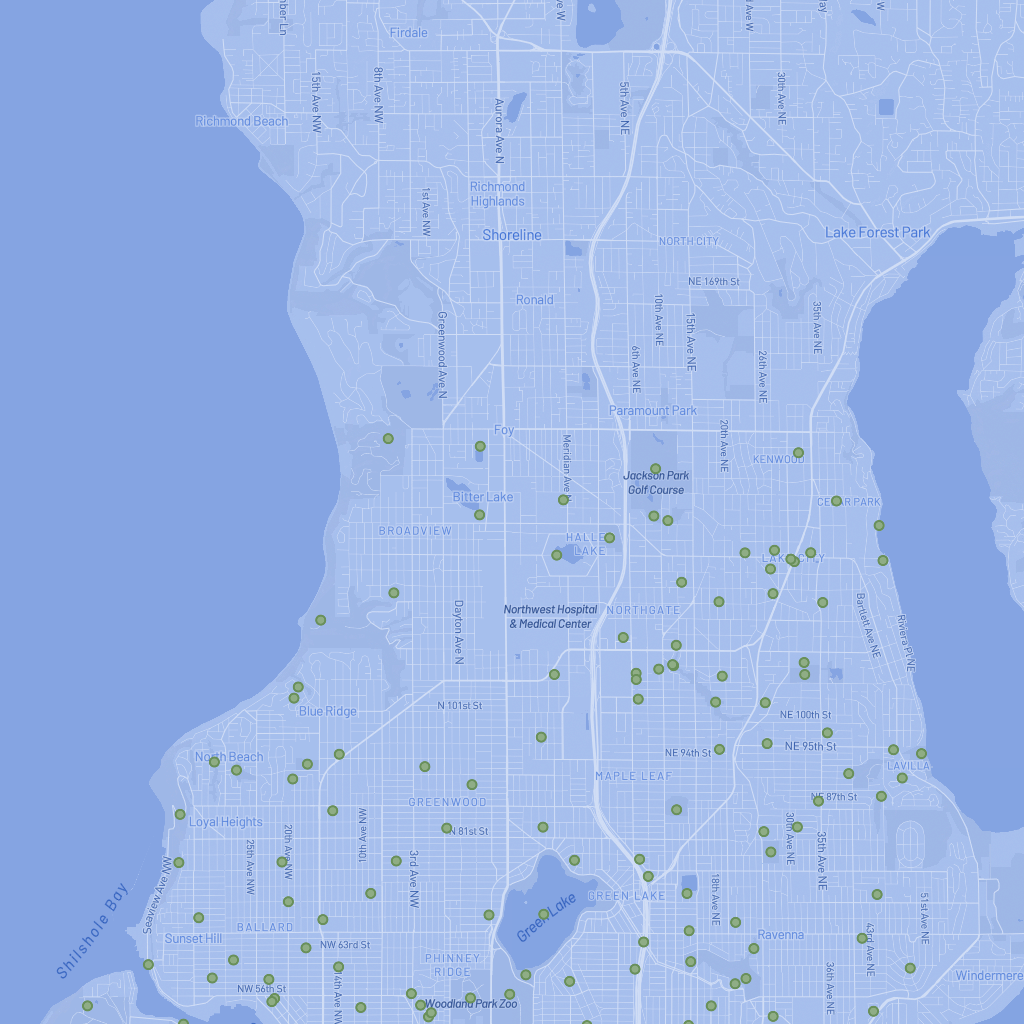 Firdale
15th Ave NW
8th Ave NW
Aurora Ave N
5th Ave NE
30th Ave NE
Richmond Beach
Richmond
Highlands
1st Ave NW
Shoreline
NORTH CITY
Lake Forest Park
NE 169th St
Ronald
10th Ave NE
15th Ave NE
35th Ave NE
Greenwood Ave N
6th Ave NE
26th Ave NE
Paramount Park
Foy
Meridian Ave N
20th Ave NE
KENWOOD
Jackson Park
Golf Course
Bitter Lake
CEDAR PARK
BROADVIEW
HALLER
LAKE
LAKE CITY
Northwest Hospital
& Medical Center
NORTHGATE
Dayton Ave N
Bartlett Ave NE
Riviera Pl NE
N 101st St
Blue Ridge
NE 100th St
NE 94th St
NE 95th St
North Beach
LAVILLA
MAPLE LEAF
GREENWOOD
NE 87th St
Loyal Heights
N 81st St
10th Ave NW
20th Ave NW
25th Ave NW
30th Ave NE
35th Ave NE
3rd Ave NW
18th Ave NE
51st Ave NE
Seaview Ave NW
Shilshole Bay
GREEN LAKE
Green Lake
BALLARD
Sunset Hill
NW 63rd St
Ravenna
43rd Ave NE
PHINNEY
RIDGE
Windermere
36th Ave NE
14th Ave NW
NW 56th St
Woodland Park Zoo